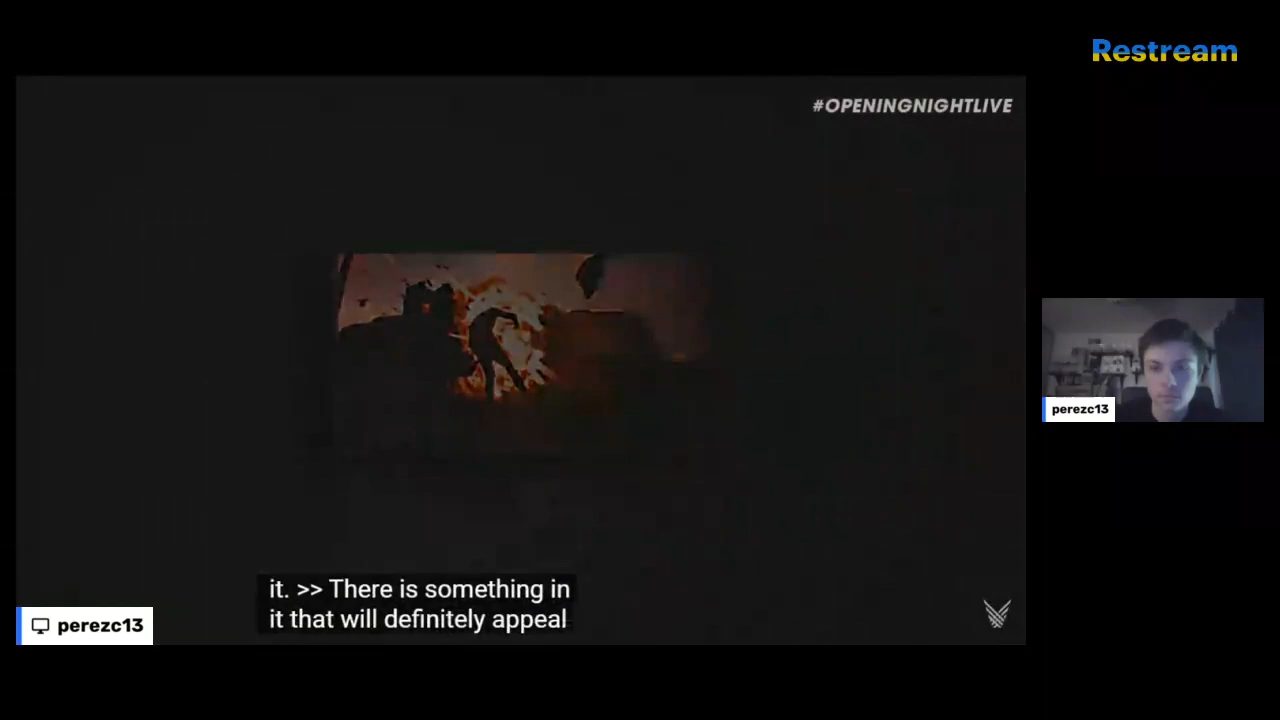 Restream
#OPENINGNIGHTLIVE
perezc13
it. >> There is something in
it that will definitely appeal
perezc13